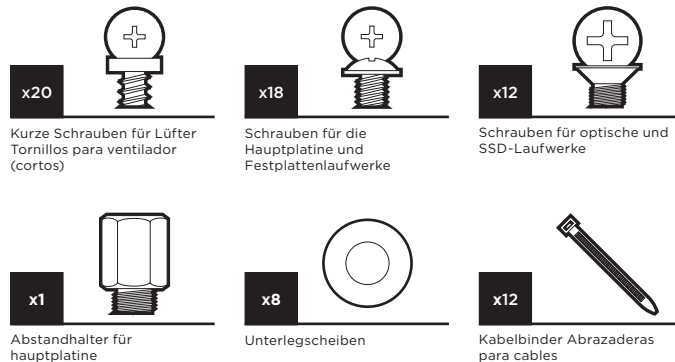 x20
Kurze Schrauben für Lüfter
Tornillos para ventilador
(cortos)
x18
Schrauben für die
Hauptplatine und
Festplattenlaufwerke
x12
Schrauben für optische und
SSD-Laufwerke
x1
Abstandhalter für
hauptplatine
x8
Unterlegscheiben
x12
Kabelbinder Abrazaderas
para cables